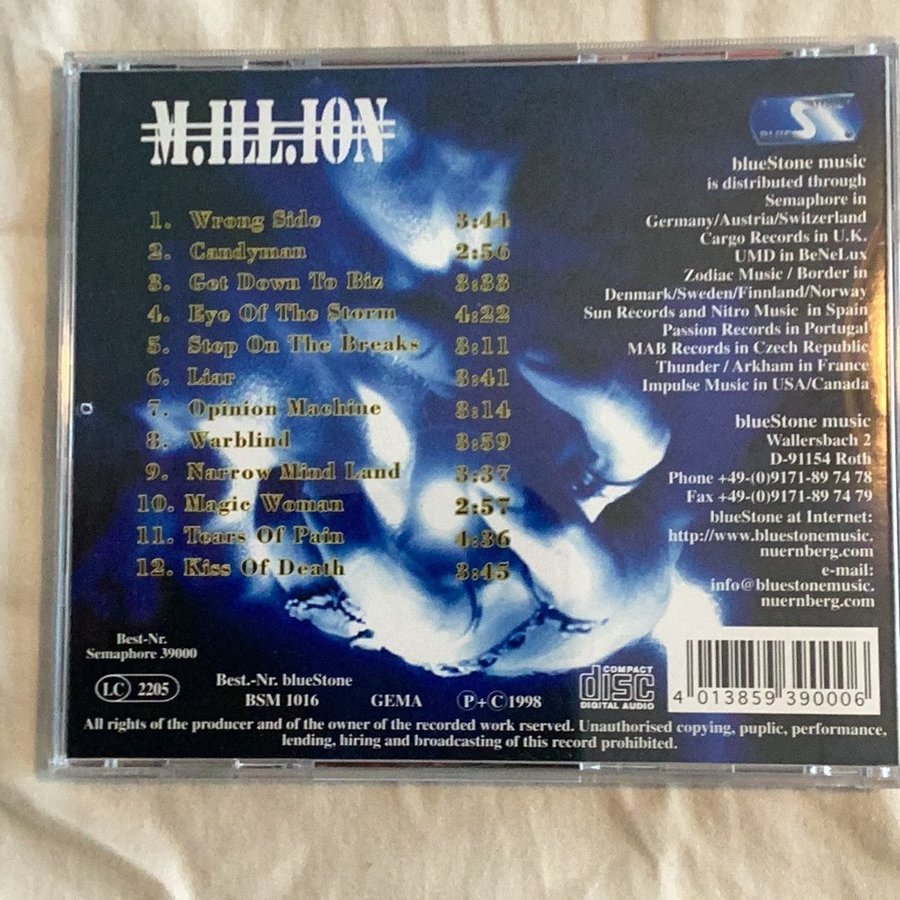 M.ILL.ION
1. Wrong Side 3:44
2. Candyman 2:56
3. Get Down To Biz 3:33
4. Eye Of The Storm 4:22
5. Step On The Breaks 3:11
6. Liar 3:41
7. Opinion Machine 3:14
8. Warblind 3:59
9. Narrow Mind Land 3:37
10. Magic Woman 2:57
11. Tears Of Pain 4:36
12. Kiss Of Death 3:45
blueStone music
is distributed through
Semaphore in
Germany/Austria/Switzerland
Cargo Records in U.K.
UMD in BeNeLux
Zodiac Music / Border in
Denmark/Sweden/Finnland/Norway
Sun Records and Nitro Music in Spain
Passion Records in Portugal
MAB Records in Czech Republic
Thunder / Arkham in France
Impulse Music in USA/Canada
blueStone music
Wallersbach 2
D-91154 Roth
Phone +49-(0)9171-89 74 78
Fax +49-(0)9171-89 74 79
blueStone at Internet:
http://www.bluestonemusic.
nuernberg.com
e-mail:
info@bluestonemusic.
nuernberg.com
Best-Nr.
Semaphore 39000
LC 2205
Best.-Nr. blueStone
BSM 1016 GEMA P+C 1998
COMPACT
disc
DIGITAL AUDIO
4 013859 390006
All rights of the producer and of the owner of the recorded work rserved. Unauthorised copying, puplic, performance,
lending, hiring and broadcasting of this record prohibited.